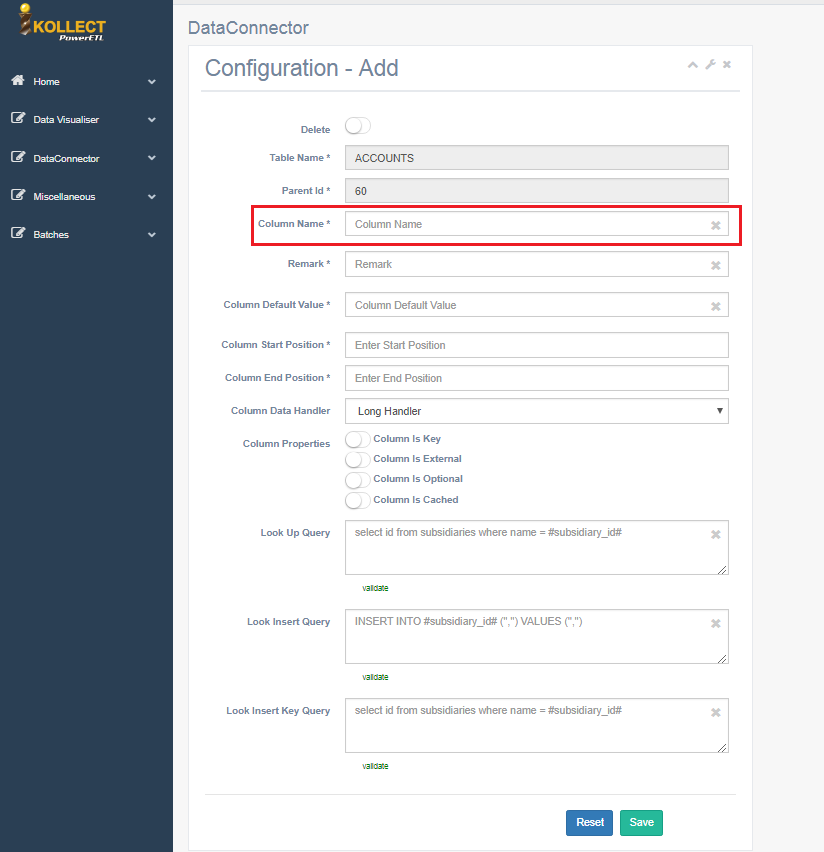 KOLLECT
PowerETL
Home
Data Visualiser
DataConnector
Miscellaneous
Batches
DataConnector
Configuration - Add
Delete
Table Name * ACCOUNTS
Parent Id * 60
Column Name * Column Name
Remark * Remark
Column Default Value * Column Default Value
Column Start Position * Enter Start Position
Column End Position * Enter End Position
Column Data Handler Long Handler
Column Properties Column Is Key
Column Is External
Column Is Optional
Column Is Cached
Look Up Query select id from subsidiaries where name = #subsidiary_id#
validate
Look Insert Query INSERT INTO #subsidiary_id# ('','') VALUES ('','')
validate
Look Insert Key Query select id from subsidiaries where name = #subsidiary_id#
validate
Reset Save